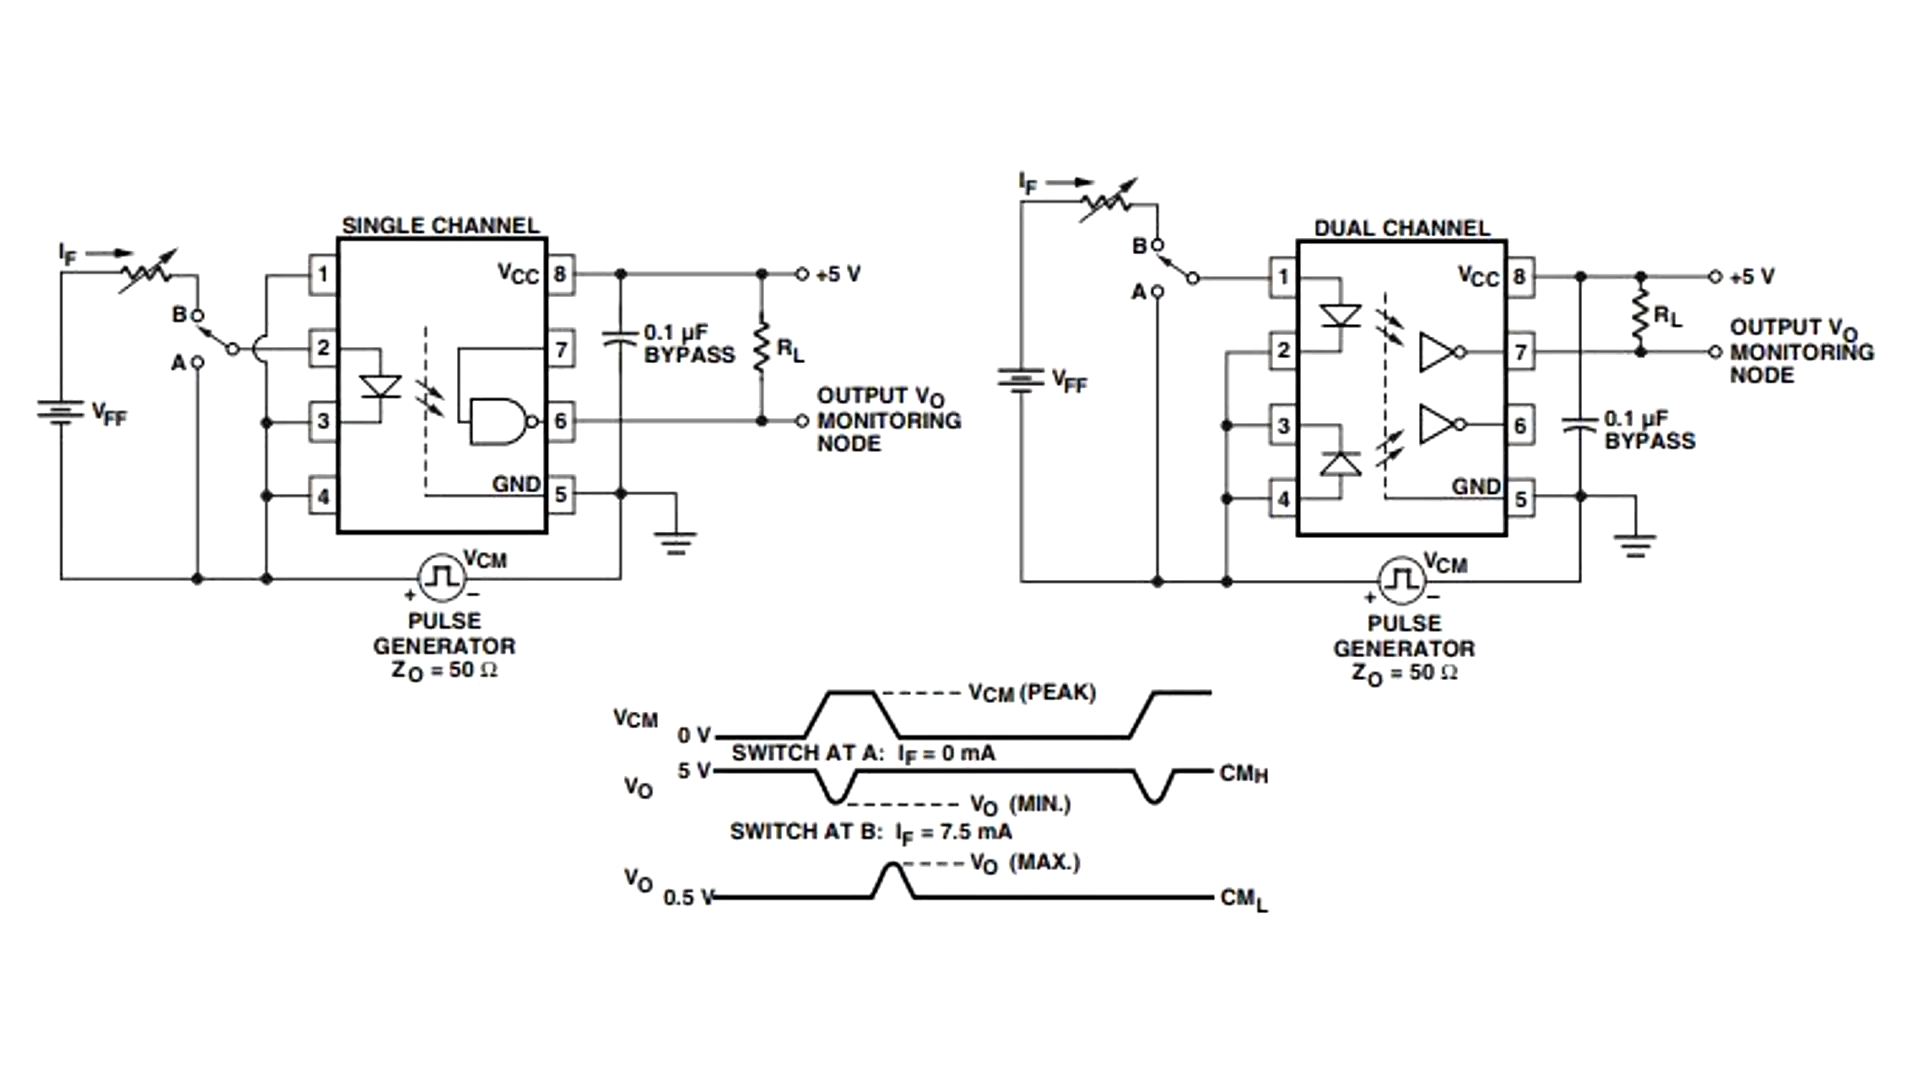 SINGLE CHANNEL
IF
B
A
VFF
1
2
3
4
VCC 8
7
6
GND 5
+5 V
0.1 µF
BYPASS
RL
OUTPUT VO
MONITORING
NODE
VCM
+ −
PULSE
GENERATOR
ZO = 50 Ω
DUAL CHANNEL
IF
B
A
VFF
1
2
3
4
VCC 8
7
6
GND 5
+5 V
RL
OUTPUT VO
MONITORING
NODE
0.1 µF
BYPASS
VCM
+ −
PULSE
GENERATOR
ZO = 50 Ω
VCM (PEAK)
VCM
0 V
SWITCH AT A: IF = 0 mA
5 V
CMH
VO
VO (MIN.)
SWITCH AT B: IF = 7.5 mA
VO (MAX.)
VO
0.5 V
CML